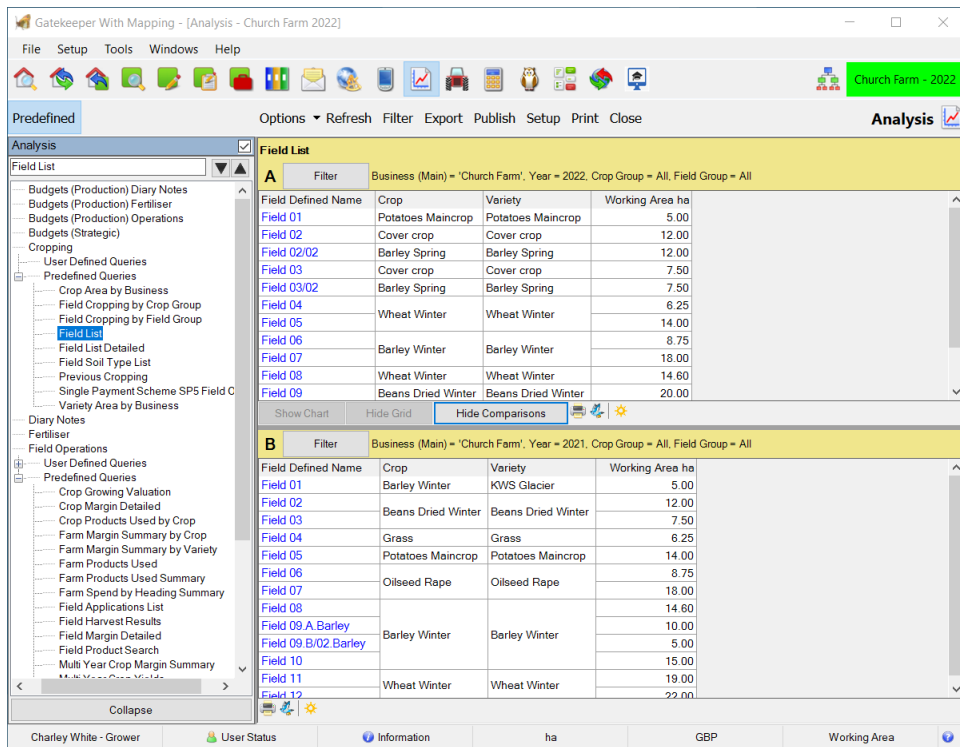 Gatekeeper With Mapping - [Analysis - Church Farm 2022]
File Setup Tools Windows Help
Church Farm - 2022
Predefined
Options Refresh Filter Export Publish Setup Print Close
Analysis
Analysis
Field List
Budgets (Production) Diary Notes
Budgets (Production) Fertiliser
Budgets (Production) Operations
Budgets (Strategic)
Cropping
User Defined Queries
Predefined Queries
Crop Area by Business
Field Cropping by Crop Group
Field Cropping by Field Group
Field List
Field List Detailed
Field Soil Type List
Previous Cropping
Single Payment Scheme SP5 Field C
Variety Area by Business
Diary Notes
Fertiliser
Field Operations
User Defined Queries
Predefined Queries
Crop Growing Valuation
Crop Margin Detailed
Crop Products Used by Crop
Farm Margin Summary by Crop
Farm Margin Summary by Variety
Farm Products Used
Farm Products Used Summary
Farm Spend by Heading Summary
Field Applications List
Field Harvest Results
Field Margin Detailed
Field Product Search
Multi Year Crop Margin Summary
Multi Year Crop Yields
Collapse
Field List
A Filter Business (Main) = 'Church Farm', Year = 2022, Crop Group = All, Field Group = All
Field Defined Name Crop Variety Working Area ha
Field 01 Potatoes Maincrop Potatoes Maincrop 5.00
Field 02 Cover crop Cover crop 12.00
Field 02/02 Barley Spring Barley Spring 12.00
Field 03 Cover crop Cover crop 7.50
Field 03/02 Barley Spring Barley Spring 7.50
Field 04 Wheat Winter Wheat Winter 6.25
Field 05 14.00
Field 06 Barley Winter Barley Winter 8.75
Field 07 18.00
Field 08 Wheat Winter Wheat Winter 14.60
Field 09 Beans Dried Winter Beans Dried Winter 20.00
Show Chart Hide Grid Hide Comparisons
B Filter Business (Main) = 'Church Farm', Year = 2021, Crop Group = All, Field Group = All
Field Defined Name Crop Variety Working Area ha
Field 01 Barley Winter KWS Glacier 5.00
Field 02 Beans Dried Winter Beans Dried Winter 12.00
Field 03 7.50
Field 04 Grass Grass 6.25
Field 05 Potatoes Maincrop Potatoes Maincrop 14.00
Field 06 Oilseed Rape Oilseed Rape 8.75
Field 07 18.00
Field 08 14.60
Field 09.A.Barley 10.00
Field 09.B/02.Barley Barley Winter Barley Winter 5.00
Field 10 15.00
Field 11 Wheat Winter Wheat Winter 19.00
Field 12 22.00
Charley White - Grower User Status Information ha GBP Working Area